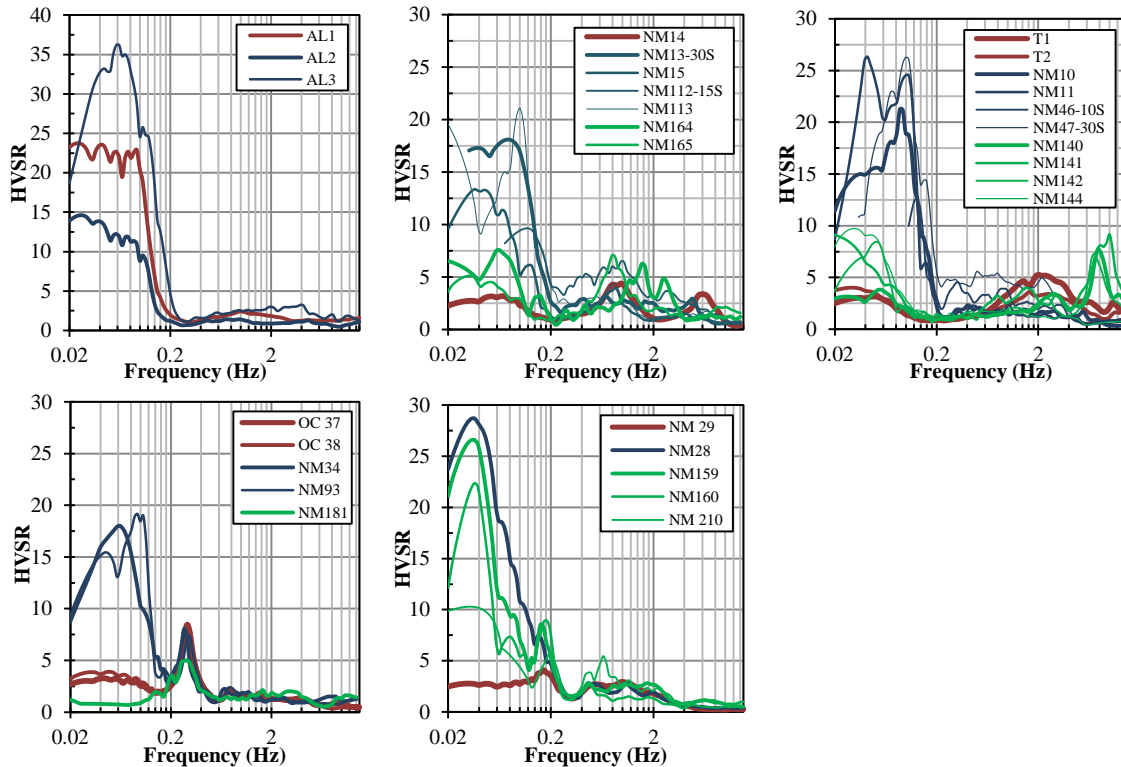 HVSR
40
35
30
25
20
15
10
5
0
0.02
0.2
2
Frequency (Hz)
AL1
AL2
AL3
HVSR
30
25
20
15
10
5
0
0.02
0.2
2
Frequency (Hz)
NM14
NM13-30S
NM15
NM112-15S
NM113
NM164
NM165
HVSR
30
25
20
15
10
5
0
0.02
0.2
2
Frequency (Hz)
T1
T2
NM10
NM11
NM46-10S
NM47-30S
NM140
NM141
NM142
NM144
HVSR
30
25
20
15
10
5
0
0.02
0.2
2
Frequency (Hz)
OC 37
OC 38
NM34
NM93
NM181
HVSR
30
25
20
15
10
5
0
0.02
0.2
2
Frequency (Hz)
NM 29
NM28
NM159
NM160
NM 210